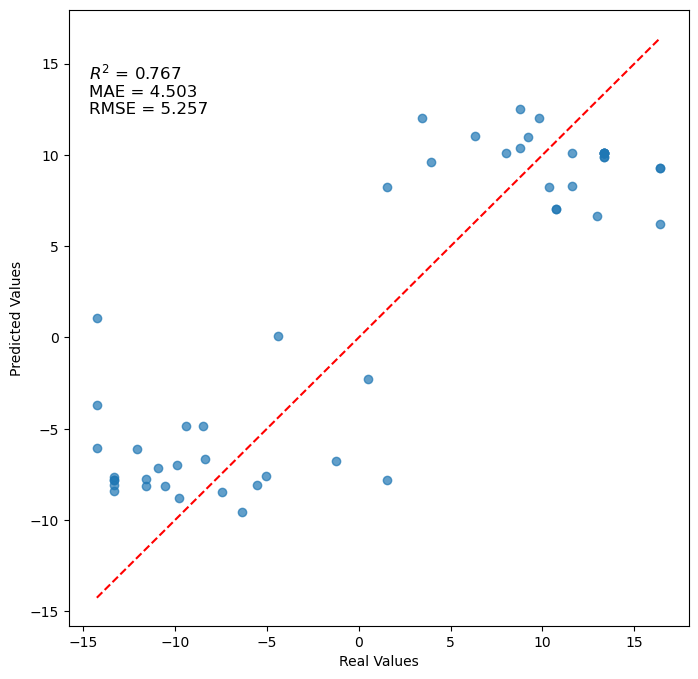 R² = 0.767
MAE = 4.503
RMSE = 5.257
15
10
5
0
−5
−10
−15
Predicted Values
−15 −10 −5 0 5 10 15
Real Values